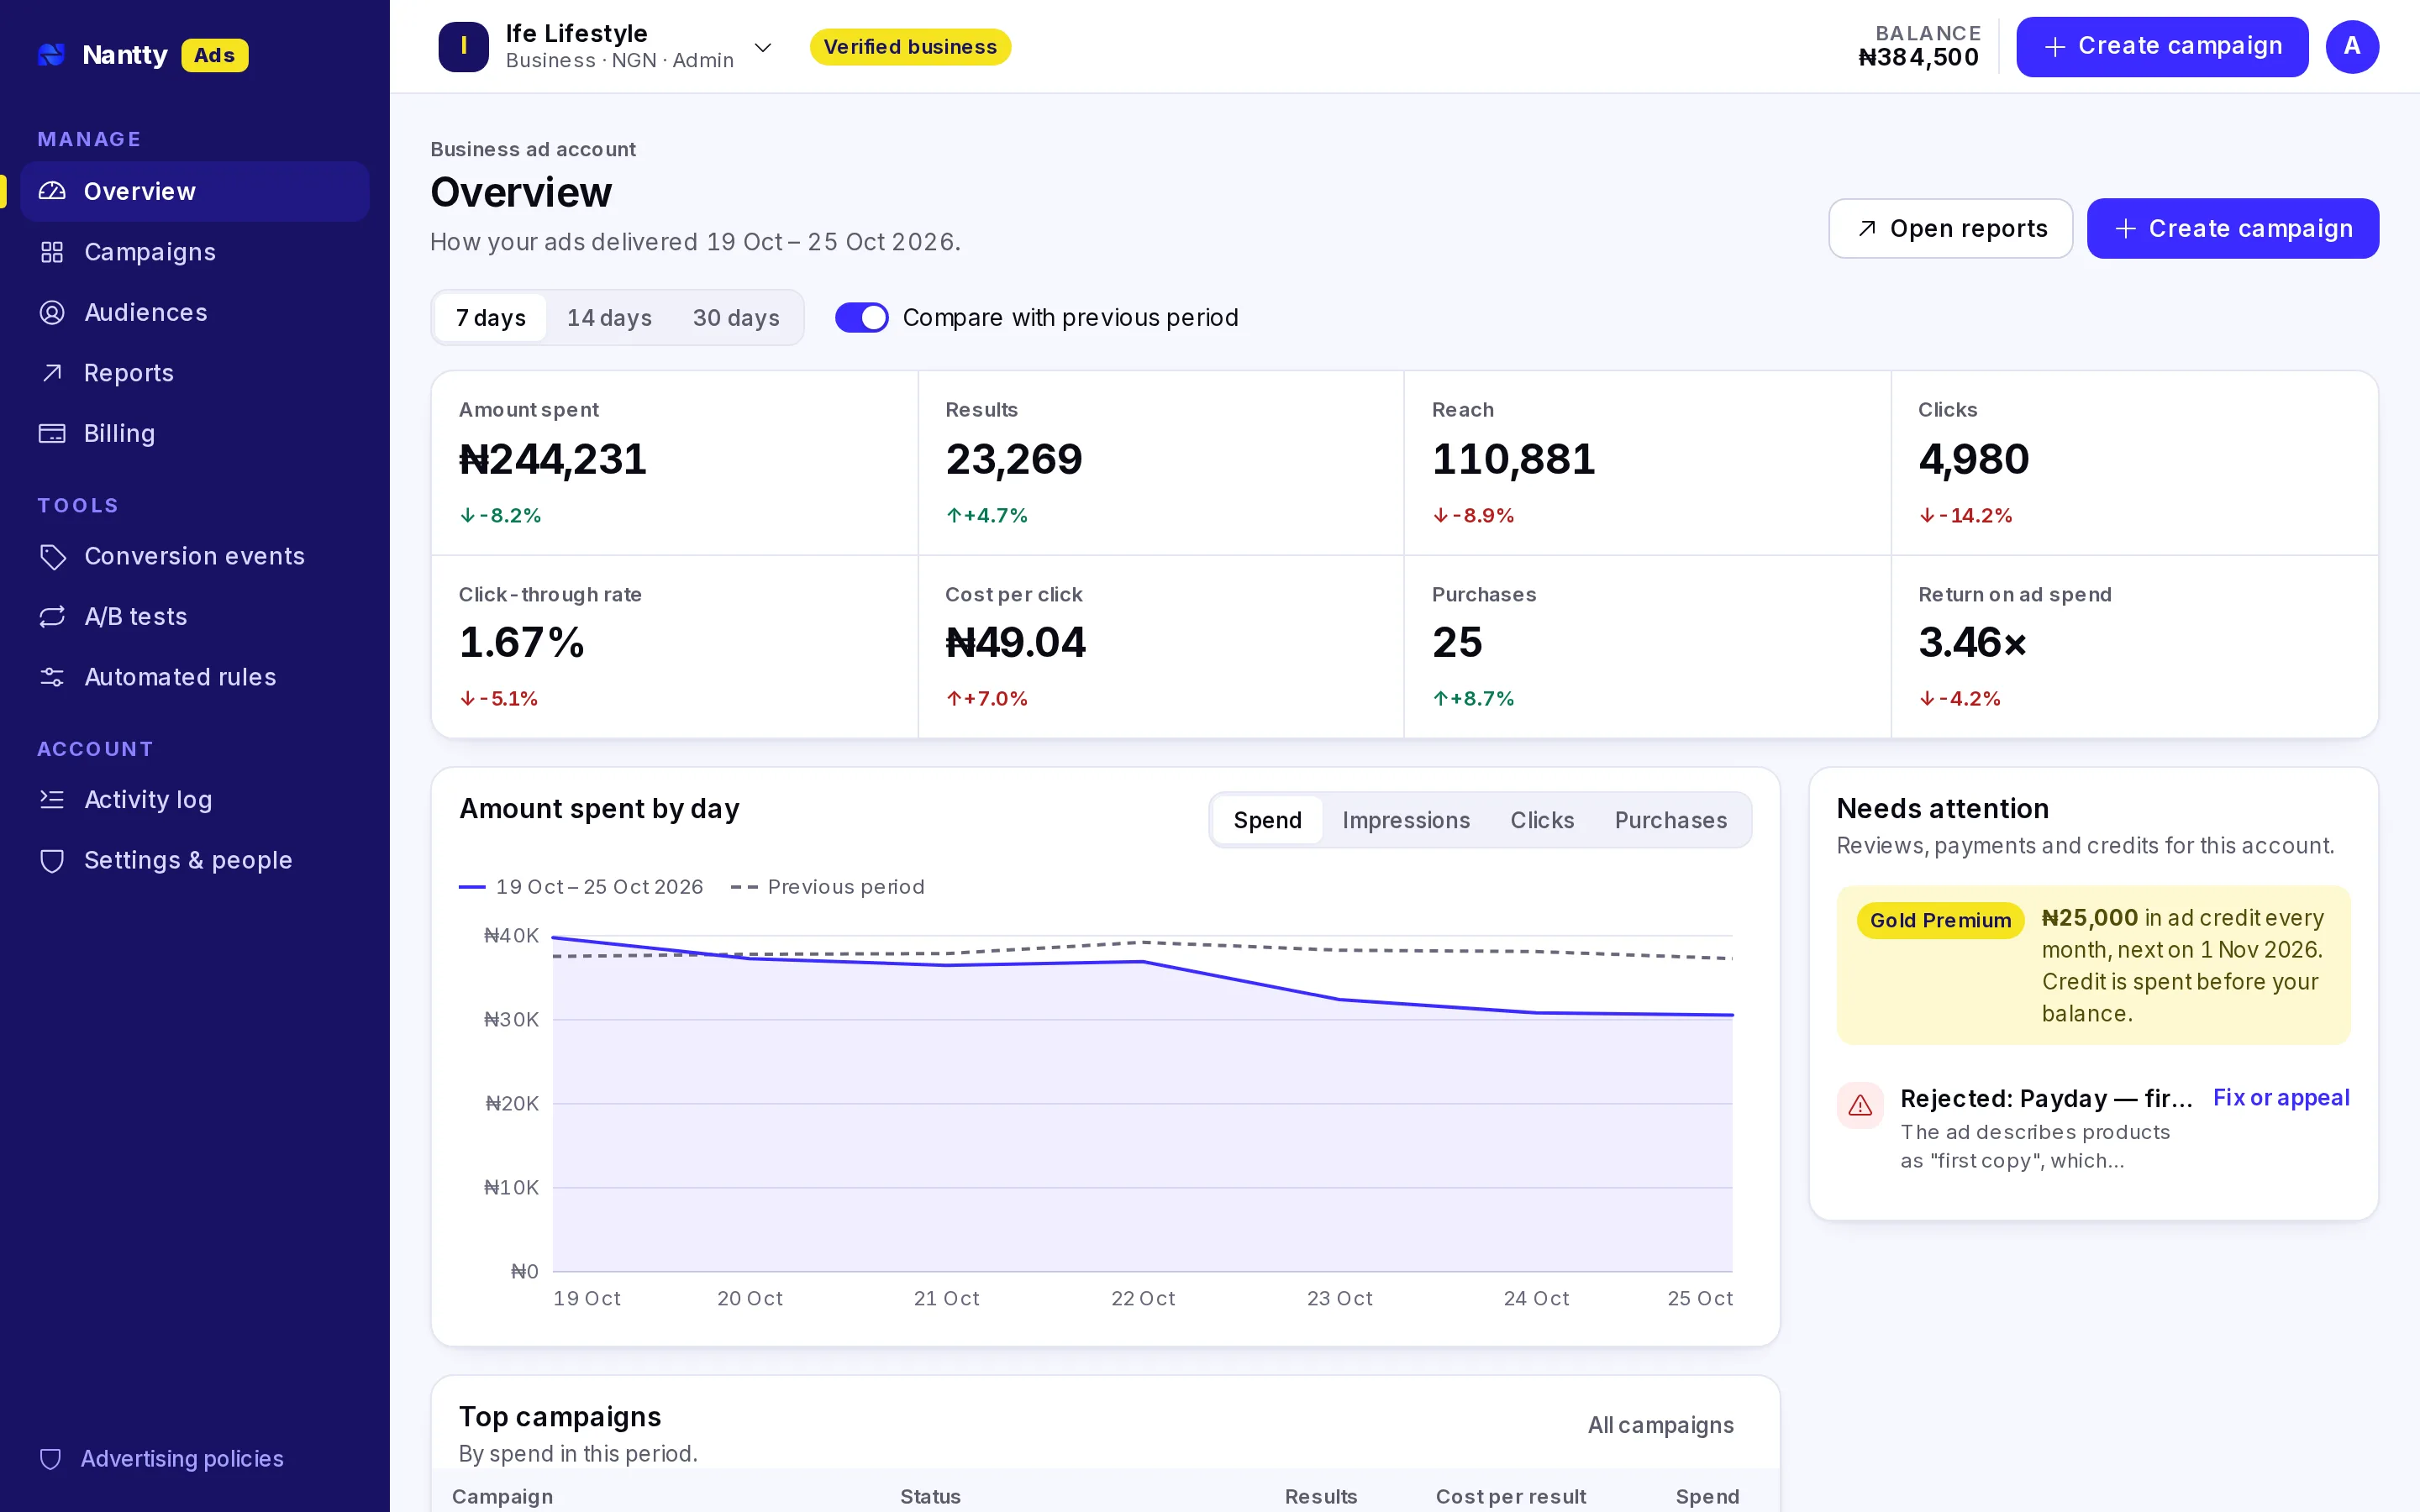 Nantty Ads
MANAGE
Overview
Campaigns
Audiences
Reports
Billing
TOOLS
Conversion events
A/B tests
Automated rules
ACCOUNT
Activity log
Settings & people
Advertising policies
I
Ife Lifestyle
Business · NGN · Admin
Verified business
BALANCE
₦384,500
Create campaign
A
Business ad account
Overview
How your ads delivered 19 Oct – 25 Oct 2026.
Open reports
Create campaign
7 days 14 days 30 days
Compare with previous period
Amount spent
₦244,231
↓ -8.2%
Results
23,269
↑ +4.7%
Reach
110,881
↓ -8.9%
Clicks
4,980
↓ -14.2%
Click-through rate
1.67%
↓ -5.1%
Cost per click
₦49.04
↑ +7.0%
Purchases
25
↑ +8.7%
Return on ad spend
3.46×
↓ -4.2%
Amount spent by day
Spend Impressions Clicks Purchases
19 Oct – 25 Oct 2026 Previous period
₦40K
₦30K
₦20K
₦10K
₦0
19 Oct 20 Oct 21 Oct 22 Oct 23 Oct 24 Oct 25 Oct
Needs attention
Reviews, payments and credits for this account.
Gold Premium
₦25,000 in ad credit every
month, next on 1 Nov 2026.
Credit is spent before your
balance.
Rejected: Payday — fir...
Fix or appeal
The ad describes products
as "first copy", which...
Top campaigns
By spend in this period.
All campaigns
Campaign Status Results Cost per result Spend